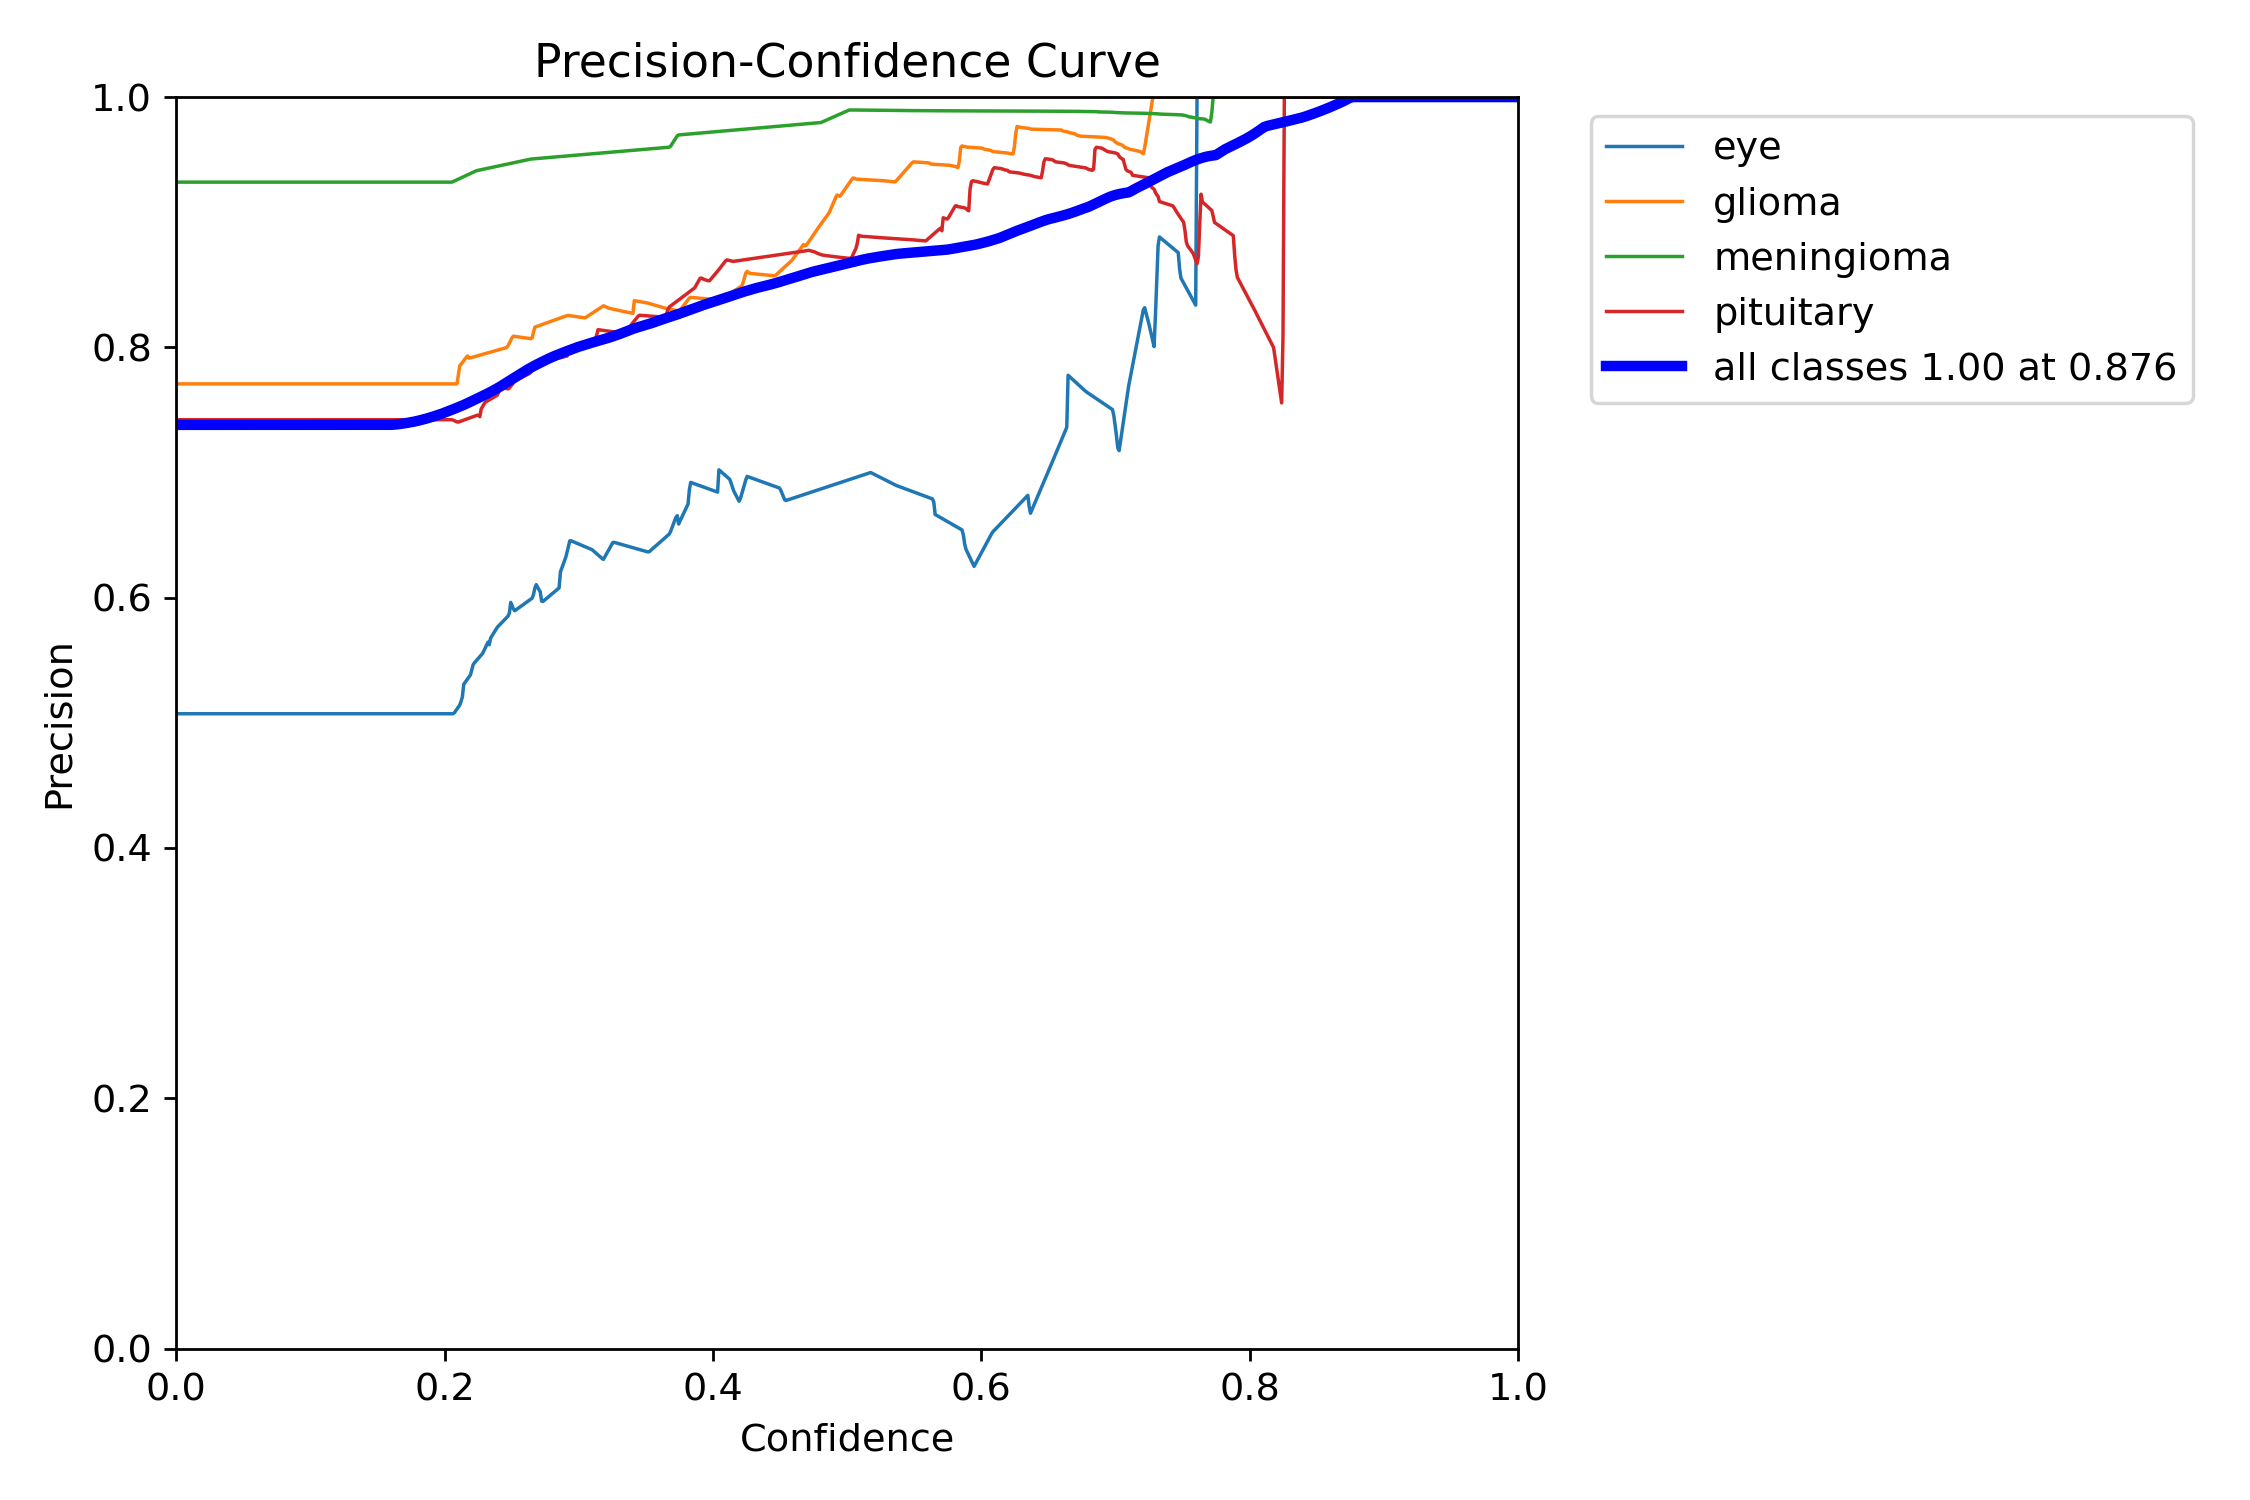 Precision-Confidence Curve
1.0
0.8
0.6
0.4
0.2
0.0
Precision
0.0 0.2 0.4 0.6 0.8 1.0
Confidence
eye
glioma
meningioma
pituitary
all classes 1.00 at 0.876